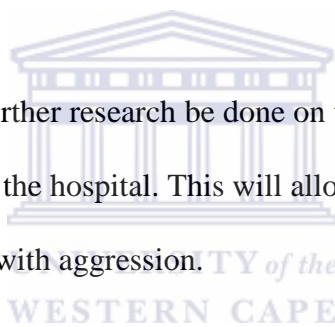 rther research be done on
the hospital. This will allo
with aggression.
UNIVERSITY of the
WESTERN CAPE